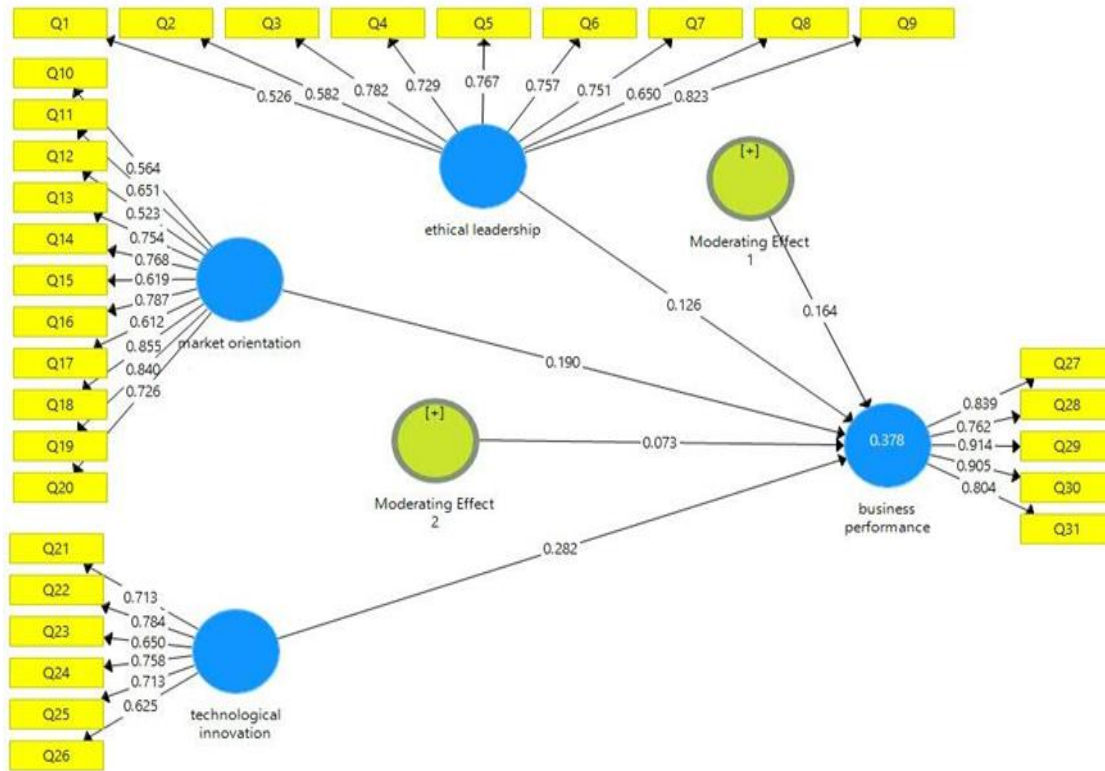 Q1 Q2 Q3 Q4 Q5 Q6 Q7 Q8 Q9
0.526 0.582 0.782 0.729 0.767 0.757 0.751 0.650 0.823
Q10
Q11
Q12
Q13
Q14
Q15
Q16
Q17
Q18
Q19
Q20
0.564
0.651
0.523
0.754
0.768
0.619
0.787
0.612
0.855
0.840
0.726
market orientation
ethical leadership
[+]
Moderating Effect
1
0.126
0.164
0.190
[+]
Moderating Effect
2
0.073
0.282
0.378
business
performance
0.839
0.762
0.914
0.905
0.804
Q27
Q28
Q29
Q30
Q31
Q21
Q22
Q23
Q24
Q25
Q26
0.713
0.784
0.650
0.758
0.713
0.625
technological
innovation